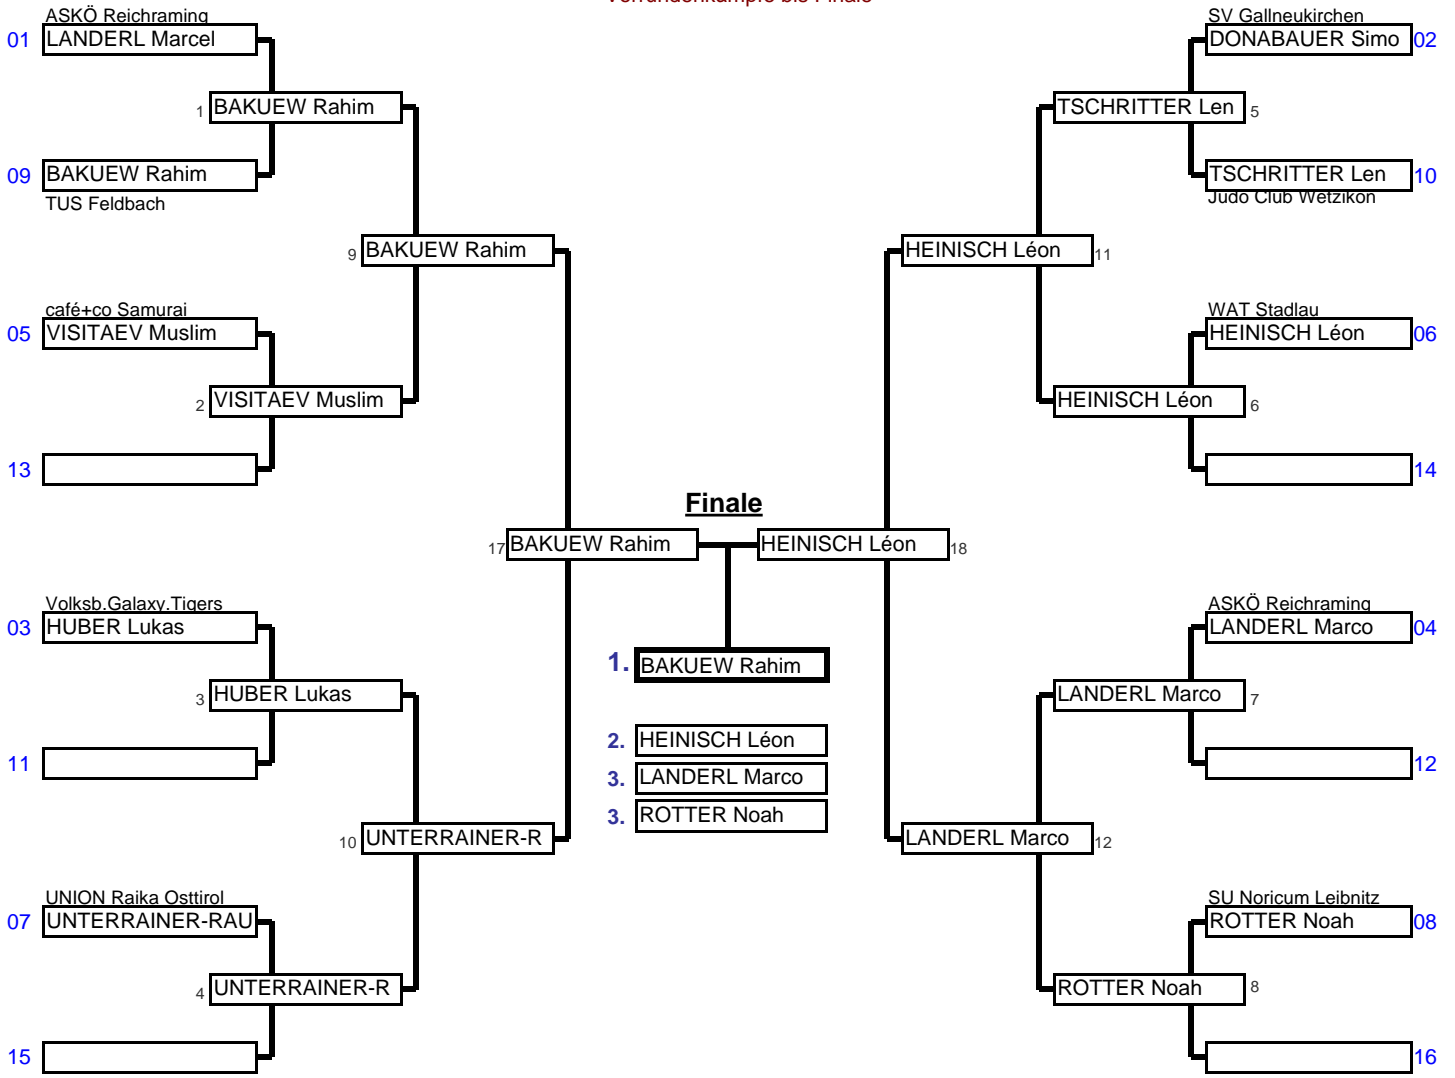 Vorrundenkämpfe bis Finale
ASKÖ Reichraming
01 LANDERL Marcel
1 BAKUEW Rahim
09 BAKUEW Rahim
TUS Feldbach
9 BAKUEW Rahim
café+co Samurai
05 VISITAEV Muslim
2 VISITAEV Muslim
13
17 BAKUEW Rahim
Volksb.Galaxy.Tigers
03 HUBER Lukas
3 HUBER Lukas
11
10 UNTERRAINER-R
UNION Raika Osttirol
07 UNTERRAINER-RAU
4 UNTERRAINER-R
15
Finale
1. BAKUEW Rahim
2. HEINISCH Léon
3. LANDERL Marco
3. ROTTER Noah
SV Gallneukirchen
DONABAUER Simo 02
TSCHRITTER Len 5
TSCHRITTER Len 10
Judo Club Wetzikon
HEINISCH Léon 11
WAT Stadlau
HEINISCH Léon 06
HEINISCH Léon 6
14
HEINISCH Léon 18
ASKÖ Reichraming
LANDERL Marco 04
LANDERL Marco 7
12
LANDERL Marco 12
SU Noricum Leibnitz
ROTTER Noah 08
ROTTER Noah 8
16